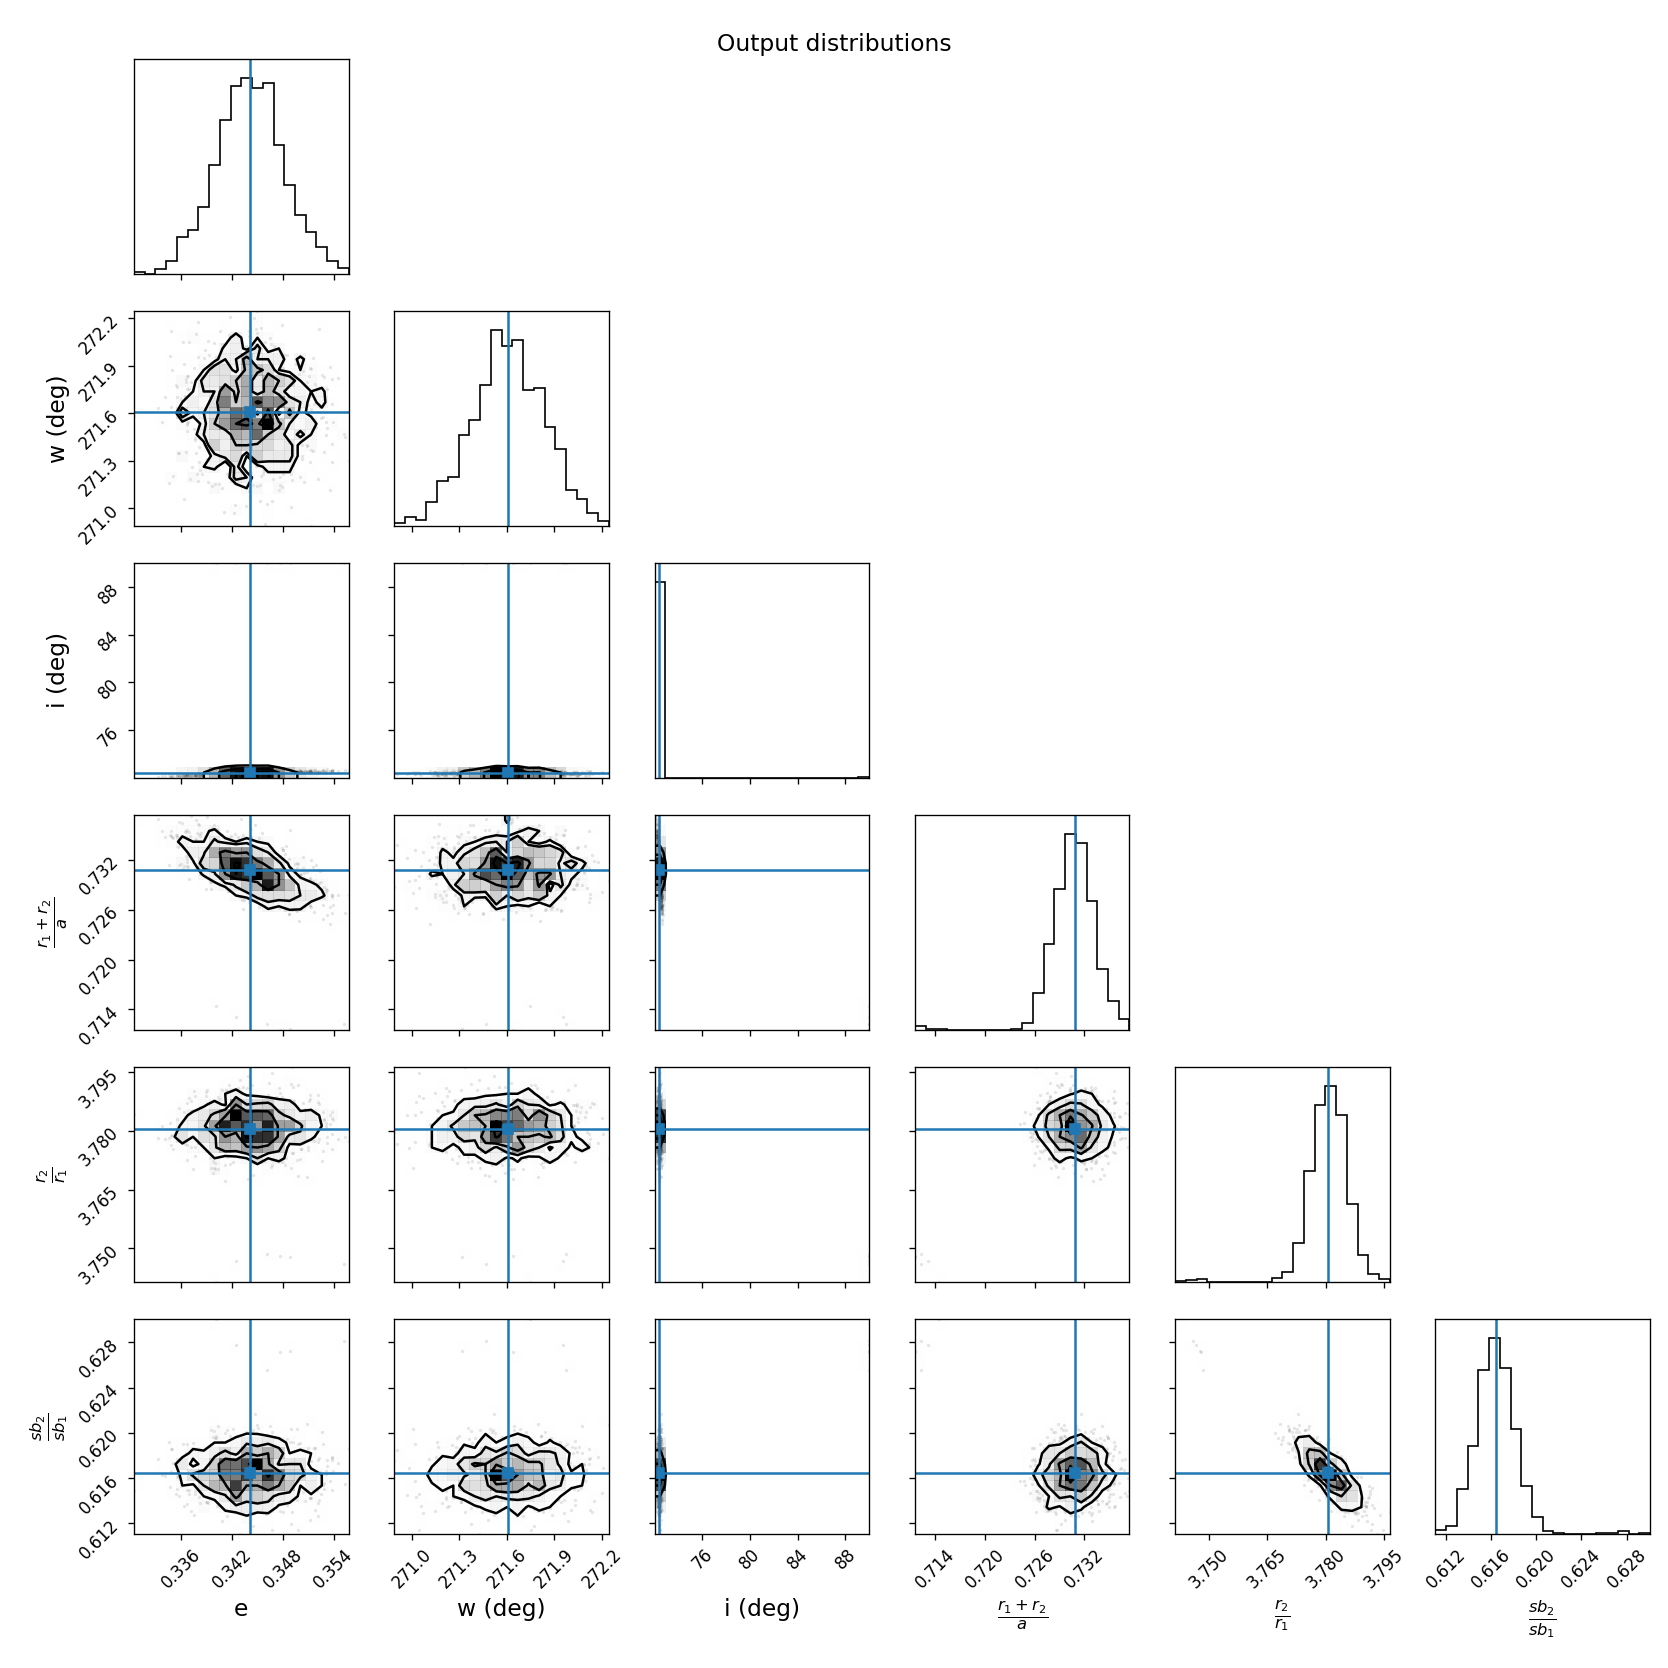 Output distributions
w (deg)
272.2
271.9
271.6
271.3
271.0
i (deg)
88
84
80
76
r₁ + r₂
a
0.732
0.726
0.720
0.714
r₂
r₁
3.795
3.780
3.765
3.750
sb₂
sb₁
0.628
0.624
0.620
0.616
0.612
0.336 0.342 0.348 0.354 271.0 271.3 271.6 271.9 272.2 76 80 84 88 0.714 0.720 0.726 0.732 3.750 3.765 3.780 3.795 0.612 0.616 0.620 0.624 0.628
e w (deg) i (deg) r₁ + r₂ r₂ sb₂
a r₁ sb₁